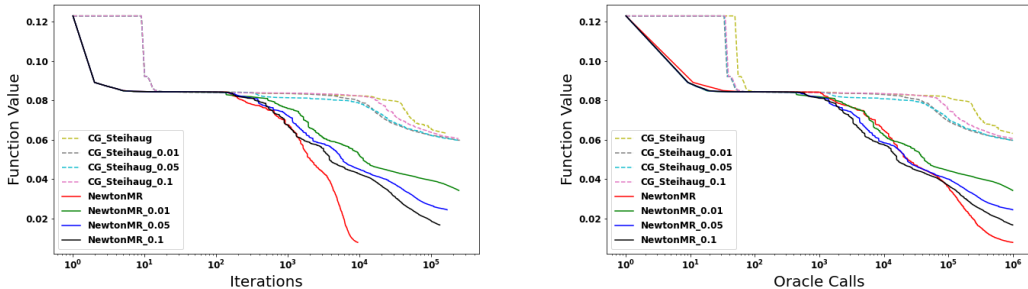 Function Value
0.12
0.10
0.08
0.06
0.04
0.02
CG_Steihaug
CG_Steihaug_0.01
CG_Steihaug_0.05
CG_Steihaug_0.1
NewtonMR
NewtonMR_0.01
NewtonMR_0.05
NewtonMR_0.1
10⁰ 10¹ 10² 10³ 10⁴ 10⁵
Iterations
Function Value
0.12
0.10
0.08
0.06
0.04
0.02
CG_Steihaug
CG_Steihaug_0.01
CG_Steihaug_0.05
CG_Steihaug_0.1
NewtonMR
NewtonMR_0.01
NewtonMR_0.05
NewtonMR_0.1
10⁰ 10¹ 10² 10³ 10⁴ 10⁵ 10⁶
Oracle Calls